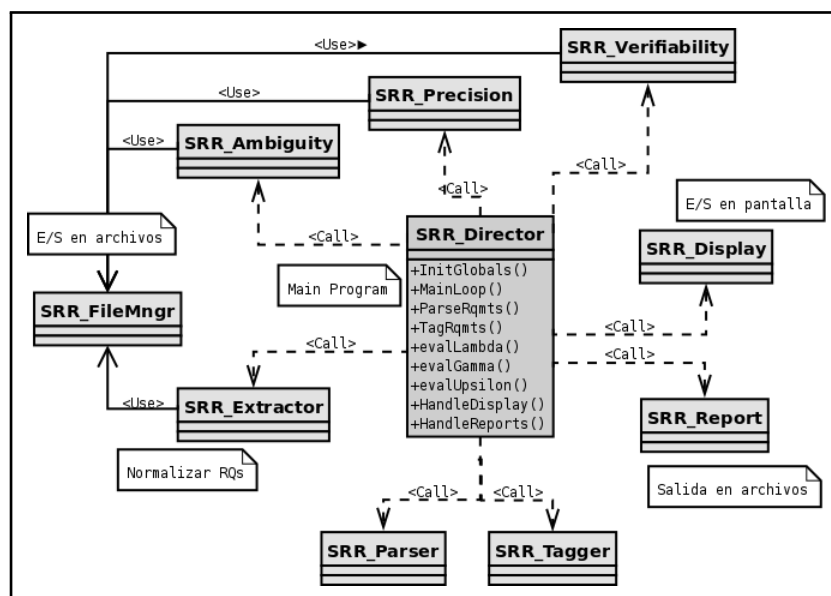 <Use>►
SRR_Verifiability
<Use>
SRR_Precision
<Use>
SRR_Ambiguity
<Call>
<Call>
E/S en pantalla
E/S en archivos
<Call>
SRR_Director
SRR_Display
Main Program
+InitGlobals()
+MainLoop()
+ParseRqmts()
+TagRqmts()
+evalLambda()
+evalGamma()
+evalUpsilon()
+HandleDisplay()
+HandleReports()
SRR_FileMngr
<Call>
<Call>
<Call>
<Use>
SRR_Extractor
SRR_Report
Normalizar RQs
Salida en archivos
<Call>
<Call>
SRR_Parser
SRR_Tagger